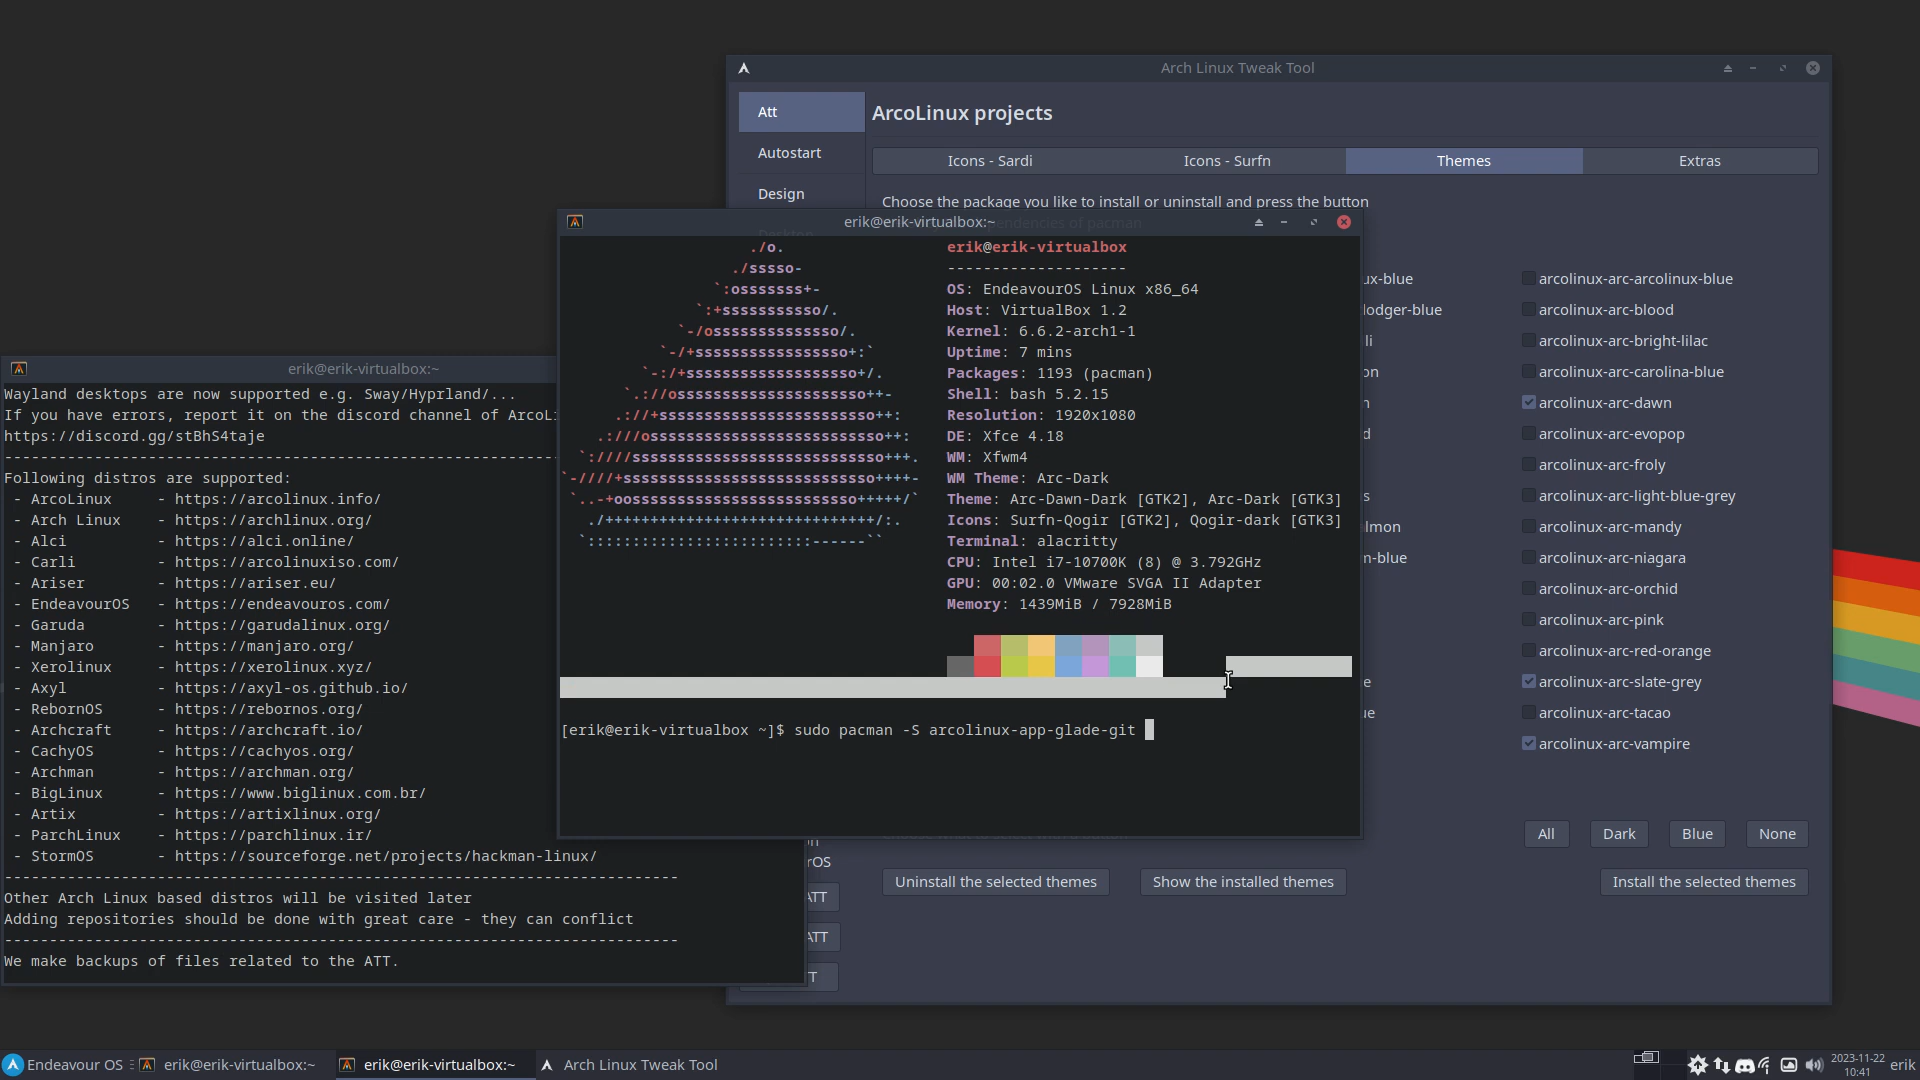 Arch Linux Tweak Tool
Att
Autostart
Design
ArcoLinux projects
Icons - Sardi
Icons - Surfn
Themes
Extras
Choose the package you like to install or uninstall and press the button
ux-blue
lodger-blue
li
on
n
d
s
lmon
n-blue
e
ue
arcolinux-arc-arcolinux-blue
arcolinux-arc-blood
arcolinux-arc-bright-lilac
arcolinux-arc-carolina-blue
arcolinux-arc-dawn
arcolinux-arc-evopop
arcolinux-arc-froly
arcolinux-arc-light-blue-grey
arcolinux-arc-mandy
arcolinux-arc-niagara
arcolinux-arc-orchid
arcolinux-arc-pink
arcolinux-arc-red-orange
arcolinux-arc-slate-grey
arcolinux-arc-tacao
arcolinux-arc-vampire
All
Dark
Blue
None
Uninstall the selected themes
Show the installed themes
Install the selected themes
rOS
ATT
ATT
T
erik@erik-virtualbox:~
erik@erik-virtualbox
--------------------
OS: EndeavourOS Linux x86_64
Host: VirtualBox 1.2
Kernel: 6.6.2-arch1-1
Uptime: 7 mins
Packages: 1193 (pacman)
Shell: bash 5.2.15
Resolution: 1920x1080
DE: Xfce 4.18
WM: Xfwm4
WM Theme: Arc-Dark
Theme: Arc-Dawn-Dark [GTK2], Arc-Dark [GTK3]
Icons: Surfn-Qogir [GTK2], Qogir-dark [GTK3]
Terminal: alacritty
CPU: Intel i7-10700K (8) @ 3.792GHz
GPU: 00:02.0 VMware SVGA II Adapter
Memory: 1439MiB / 7928MiB
[erik@erik-virtualbox ~]$ sudo pacman -S arcolinux-app-glade-git
erik@erik-virtualbox:~
Wayland desktops are now supported e.g. Sway/Hyprland/...
If you have errors, report it on the discord channel of ArcoLi
https://discord.gg/stBhS4taje
Following distros are supported:
- ArcoLinux - https://arcolinux.info/
- Arch Linux - https://archlinux.org/
- Alci - https://alci.online/
- Carli - https://arcolinuxiso.com/
- Ariser - https://ariser.eu/
- EndeavourOS - https://endeavouros.com/
- Garuda - https://garudalinux.org/
- Manjaro - https://manjaro.org/
- Xerolinux - https://xerolinux.xyz/
- Axyl - https://axyl-os.github.io/
- RebornOS - https://rebornos.org/
- Archcraft - https://archcraft.io/
- CachyOS - https://cachyos.org/
- Archman - https://archman.org/
- BigLinux - https://www.biglinux.com.br/
- Artix - https://artixlinux.org/
- ParchLinux - https://parchlinux.ir/
- StormOS - https://sourceforge.net/projects/hackman-linux/
Other Arch Linux based distros will be visited later
Adding repositories should be done with great care - they can conflict
We make backups of files related to the ATT.
Endeavour OS
erik@erik-virtualbox:~
erik@erik-virtualbox:~
Arch Linux Tweak Tool
2023-11-22
10:41
erik